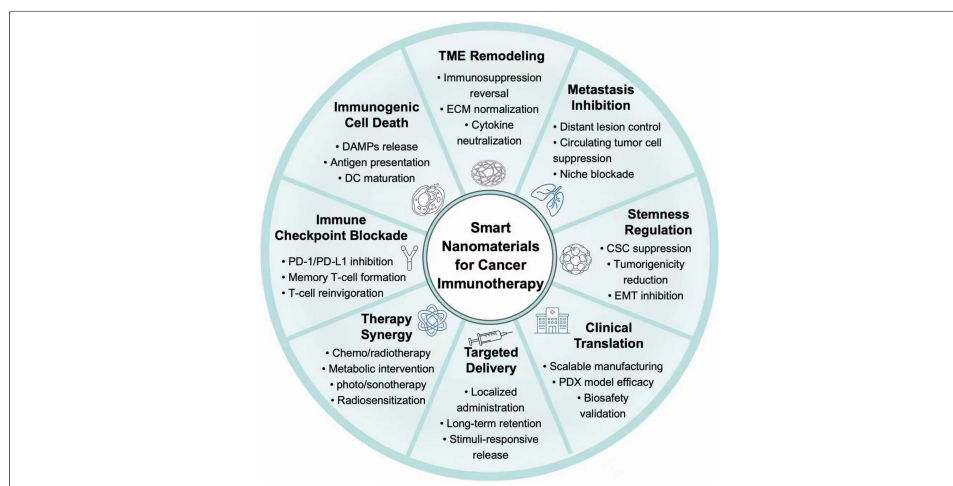 TME Remodeling
• Immunosuppression
reversal
• ECM normalization
• Cytokine
neutralization
Metastasis
Inhibition
• Distant lesion control
• Circulating tumor cell
suppression
• Niche blockade
Stemness
Regulation
• CSC suppression
• Tumorigenicity
reduction
• EMT inhibition
Clinical
Translation
• Scalable manufacturing
• PDX model efficacy
• Biosafety
validation
Targeted
Delivery
• Localized
administration
• Long-term retention
• Stimuli-responsive
release
Therapy
Synergy
• Chemo/radiotherapy
• Metabolic intervention
• photo/sonotherapy
• Radiosensitization
Immune
Checkpoint Blockade
• PD-1/PD-L1 inhibition
• Memory T-cell formation
• T-cell reinvigoration
Immunogenic
Cell Death
• DAMPs release
• Antigen presentation
• DC maturation
Smart
Nanomaterials
for Cancer
Immunotherapy